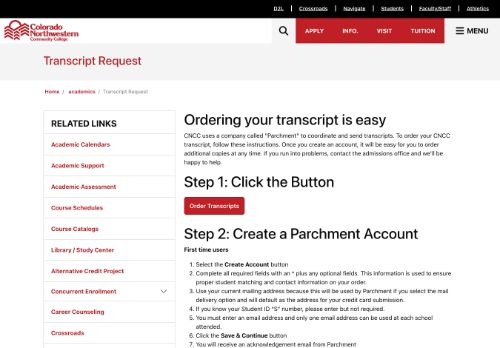 D2L | Crossroads | Navigate | Students | Faculty/Staff | Athletics
Colorado
Northwestern
Community College
APPLY INFO. VISIT TUITION MENU
Transcript Request
Home / academics / Transcript Request
RELATED LINKS
Academic Calendars
Academic Support
Academic Assessment
Course Schedules
Course Catalogs
Library / Study Center
Alternative Credit Project
Concurrent Enrollment
Career Counseling
Crossroads
Ordering your transcript is easy
CNCC uses a company called "Parchment" to coordinate and send transcripts. To order your CNCC
transcript, follow these instructions. Once you create an account, it will be easy for you to order
additional copies at any time. If you run into problems, contact the admissions office and we'll be
happy to help.
Step 1: Click the Button
Order Transcripts
Step 2: Create a Parchment Account
First time users
1. Select the Create Account button
2. Complete all required fields with an * plus any optional fields. This information is used to ensure
proper student matching and contact information on your order.
3. Use your current mailing address because this will be used by Parchment if you select the mail
delivery option and will default as the address for your credit card submission.
4. If you know your Student ID "S" number, please enter but not required.
5. You must enter an email address and only one email address can be used at each school
attended.
6. Click the Save & Continue button
7. You will receive an acknowledgement email from Parchment